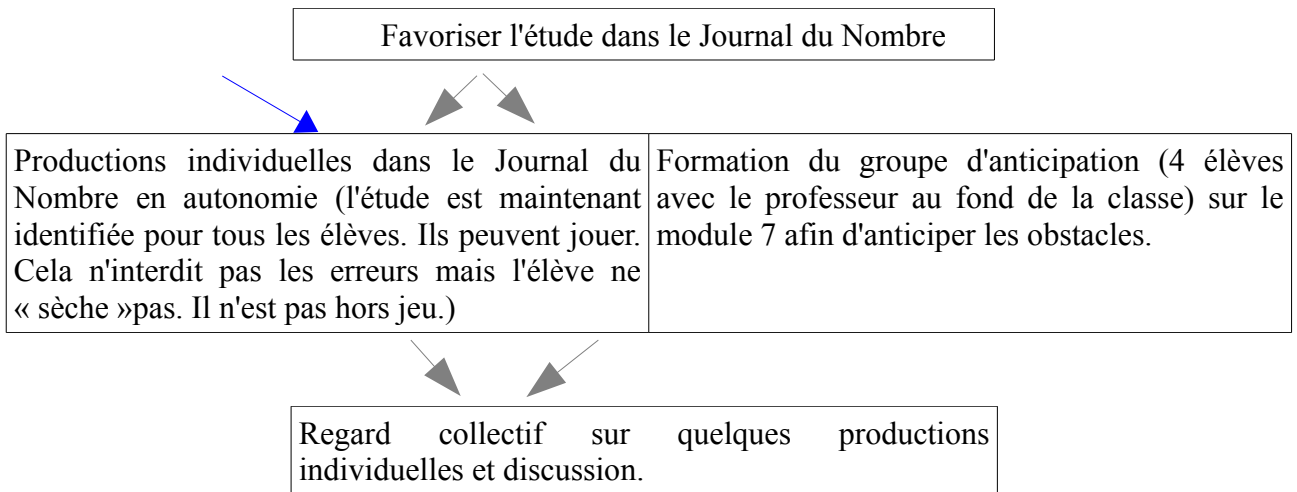 Favoriser l'étude dans le Journal du Nombre
Productions individuelles dans le Journal du
Nombre en autonomie (l'étude est maintenant
identifiée pour tous les élèves. Ils peuvent jouer.
Cela n'interdit pas les erreurs mais l'élève ne
« sèche »pas. Il n'est pas hors jeu.)
Formation du groupe d'anticipation (4 élèves
avec le professeur au fond de la classe) sur le
module 7 afin d'anticiper les obstacles.
Regard collectif sur quelques productions
individuelles et discussion.